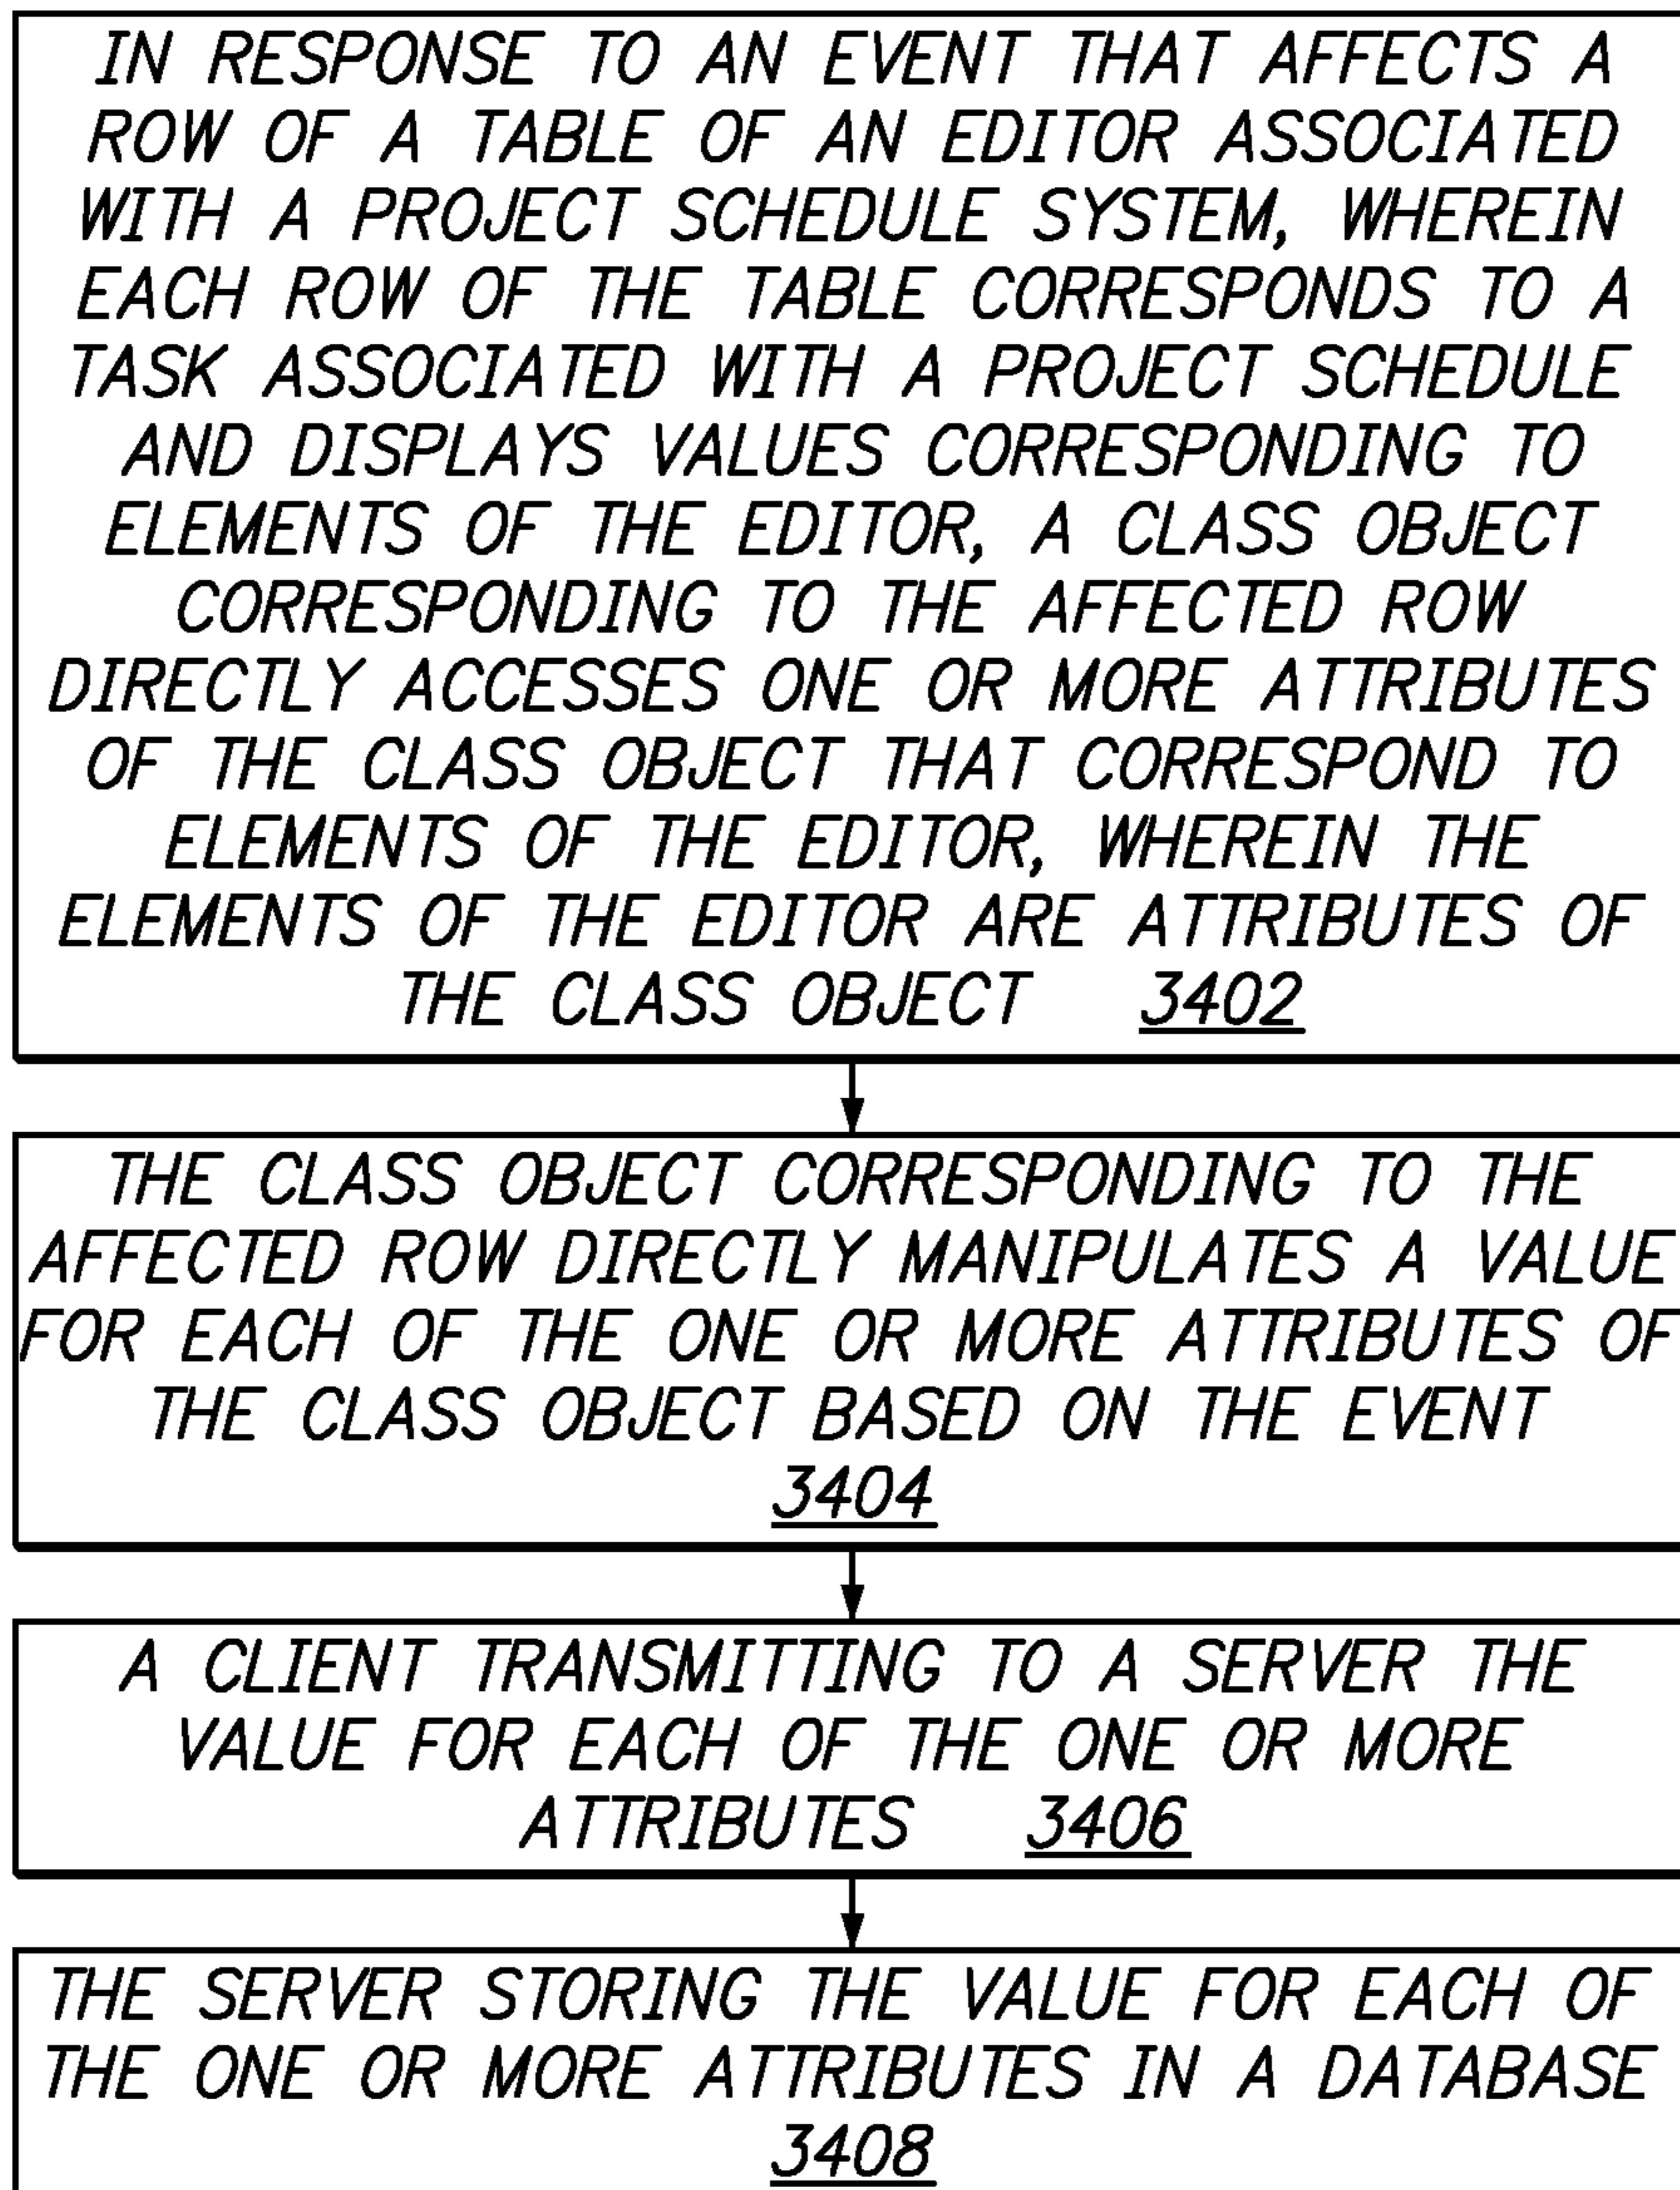 IN RESPONSE TO AN EVENT THAT AFFECTS A
ROW OF A TABLE OF AN EDITOR ASSOCIATED
WITH A PROJECT SCHEDULE SYSTEM, WHEREIN
EACH ROW OF THE TABLE CORRESPONDS TO A
TASK ASSOCIATED WITH A PROJECT SCHEDULE
AND DISPLAYS VALUES CORRESPONDING TO
ELEMENTS OF THE EDITOR, A CLASS OBJECT
CORRESPONDING TO THE AFFECTED ROW
DIRECTLY ACCESSES ONE OR MORE ATTRIBUTES
OF THE CLASS OBJECT THAT CORRESPOND TO
ELEMENTS OF THE EDITOR, WHEREIN THE
ELEMENTS OF THE EDITOR ARE ATTRIBUTES OF
THE CLASS OBJECT 3402
THE CLASS OBJECT CORRESPONDING TO THE
AFFECTED ROW DIRECTLY MANIPULATES A VALUE
FOR EACH OF THE ONE OR MORE ATTRIBUTES OF
THE CLASS OBJECT BASED ON THE EVENT
3404
A CLIENT TRANSMITTING TO A SERVER THE
VALUE FOR EACH OF THE ONE OR MORE
ATTRIBUTES 3406
THE SERVER STORING THE VALUE FOR EACH OF
THE ONE OR MORE ATTRIBUTES IN A DATABASE
3408